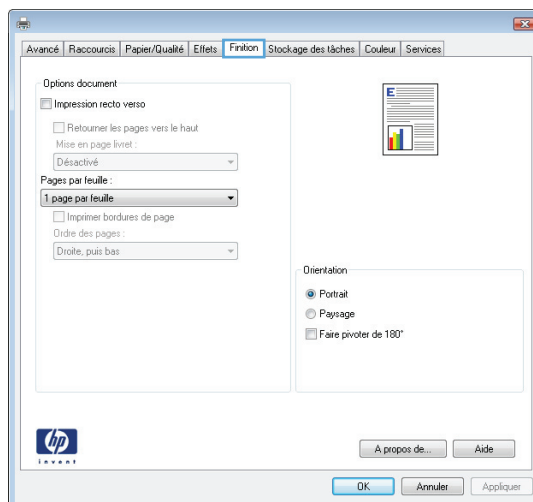 Avancé Raccourcis Papier/Qualité Effets Finition Stockage des tâches Couleur Services
Options document
Impression recto verso
Retourner les pages vers le haut
Mise en page livret :
Désactivé
Pages par feuille :
1 page par feuille
Imprimer bordures de page
Ordre des pages :
Droite, puis bas
E
Orientation
Portrait
Paysage
Faire pivoter de 180°
hp
invent
A propos de... Aide
OK Annuler Appliquer